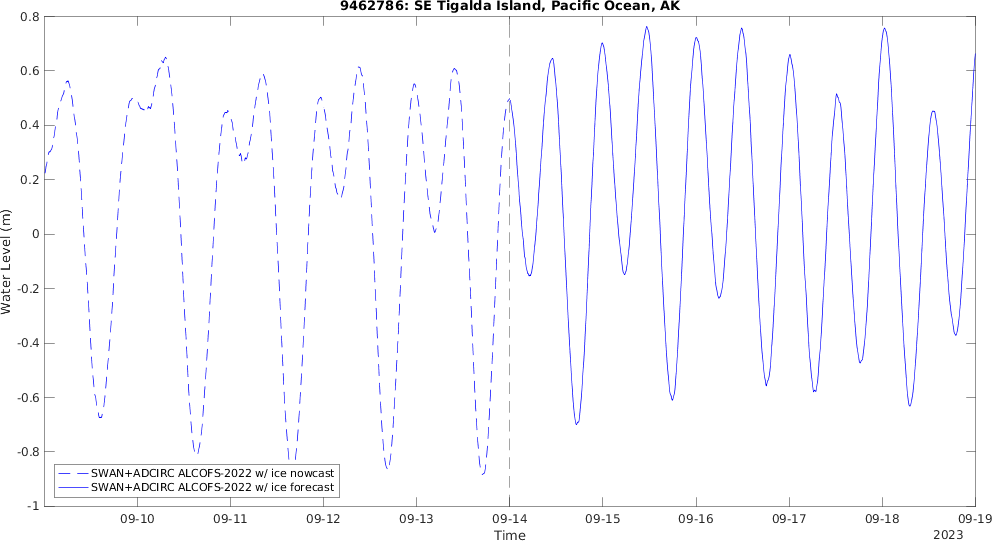 9462786: SE Tigalda Island, Pacific Ocean, AK
0.8
0.6
0.4
0.2
0
-0.2
-0.4
-0.6
-0.8
-1
Water Level (m)
SWAN+ADCIRC ALCOFS-2022 w/ ice nowcast
SWAN+ADCIRC ALCOFS-2022 w/ ice forecast
09-10 09-11 09-12 09-13 09-14 09-15 09-16 09-17 09-18 09-19
Time
2023